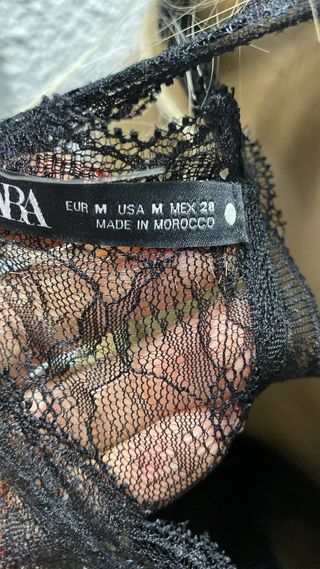 ARA
EUR M USA M MEX 28
MADE IN MOROCCO